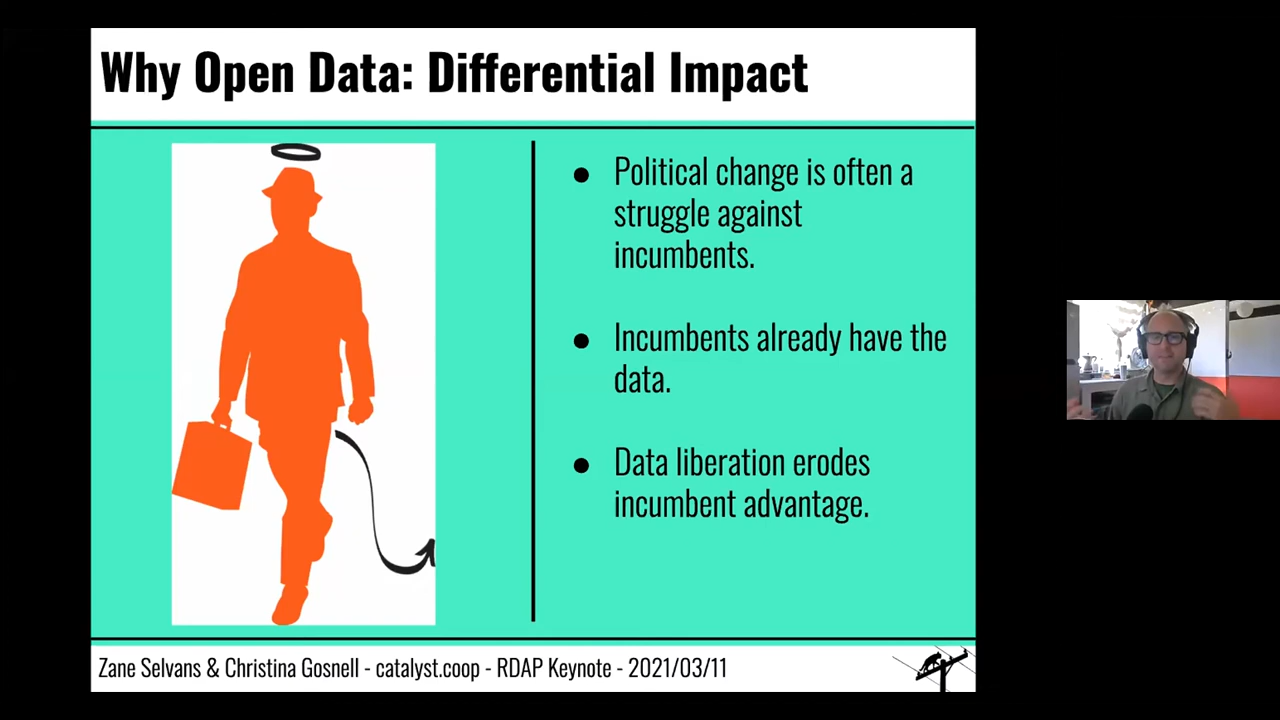 Why Open Data: Differential Impact
● Political change is often a
struggle against
incumbents.
● Incumbents already have the
data.
● Data liberation erodes
incumbent advantage.
Zane Selvans & Christina Gosnell - catalyst.coop - RDAP Keynote - 2021/03/11